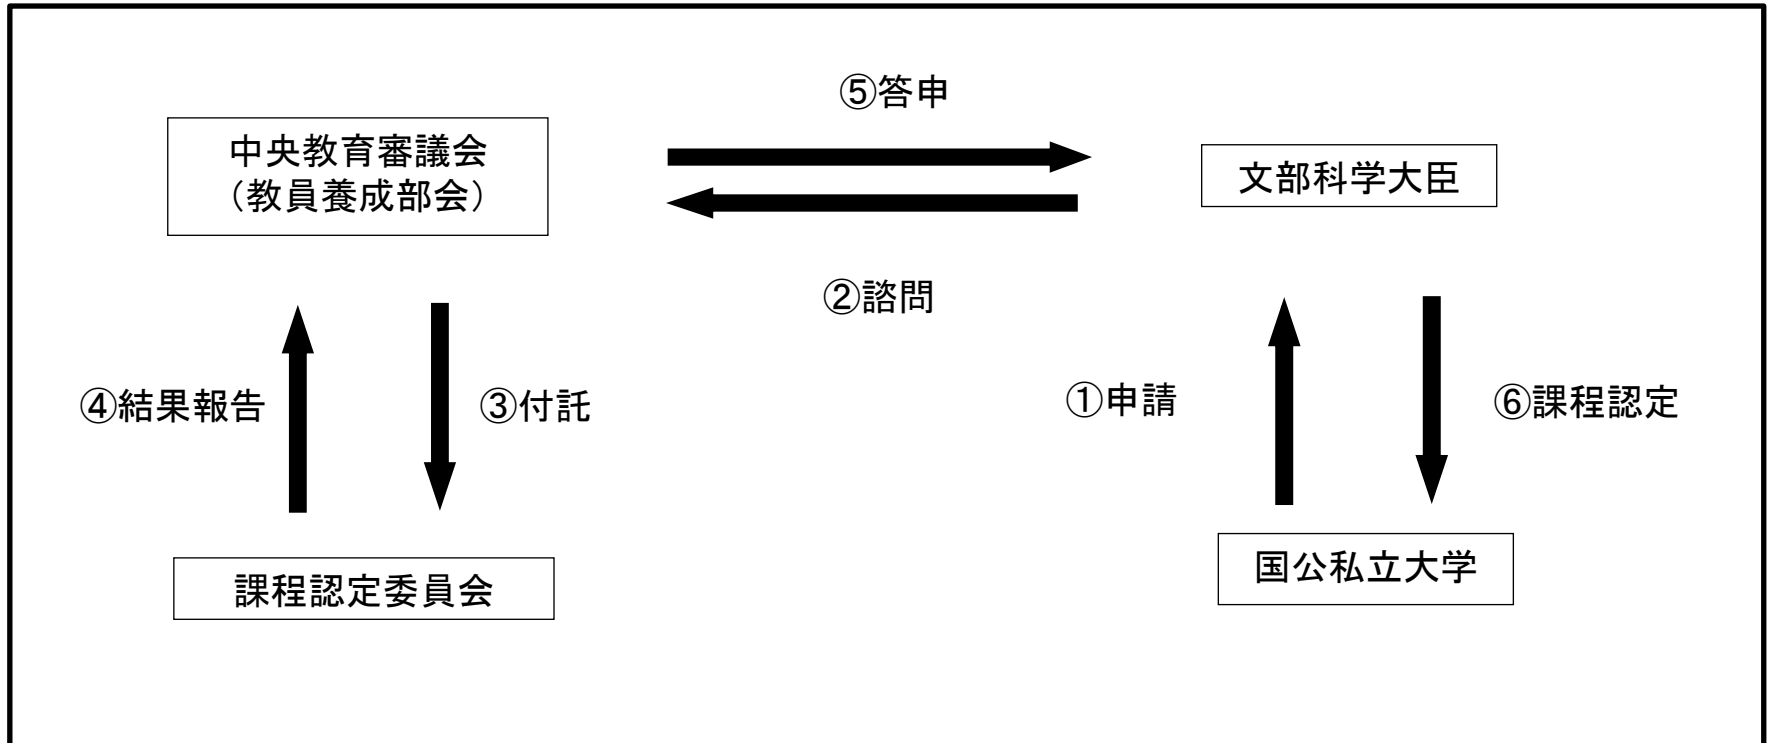 ⑤答申
中央教育審議会
（教員養成部会）
文部科学大臣
②諮問
④結果報告
③付託
①申請
⑥課程認定
課程認定委員会
国公私立大学